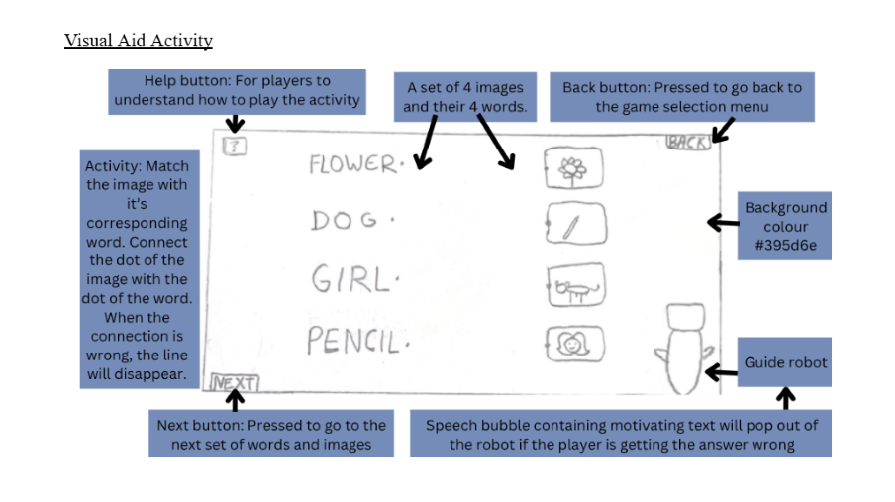 Visual Aid Activity
Help button: For players to
understand how to play the activity
A set of 4 images
and their 4 words.
Back button: Pressed to go back to
the game selection menu
?
BACK
Activity: Match
the image with
it's
corresponding
word. Connect
the dot of the
image with the
dot of the word.
When the
connection is
wrong, the line
will disappear.
FLOWER.
DOG.
GIRL.
PENCIL.
Background
colour
#395d6e
Guide robot
NEXT
Next button: Pressed to go to the
next set of words and images
Speech bubble containing motivating text will pop out of
the robot if the player is getting the answer wrong